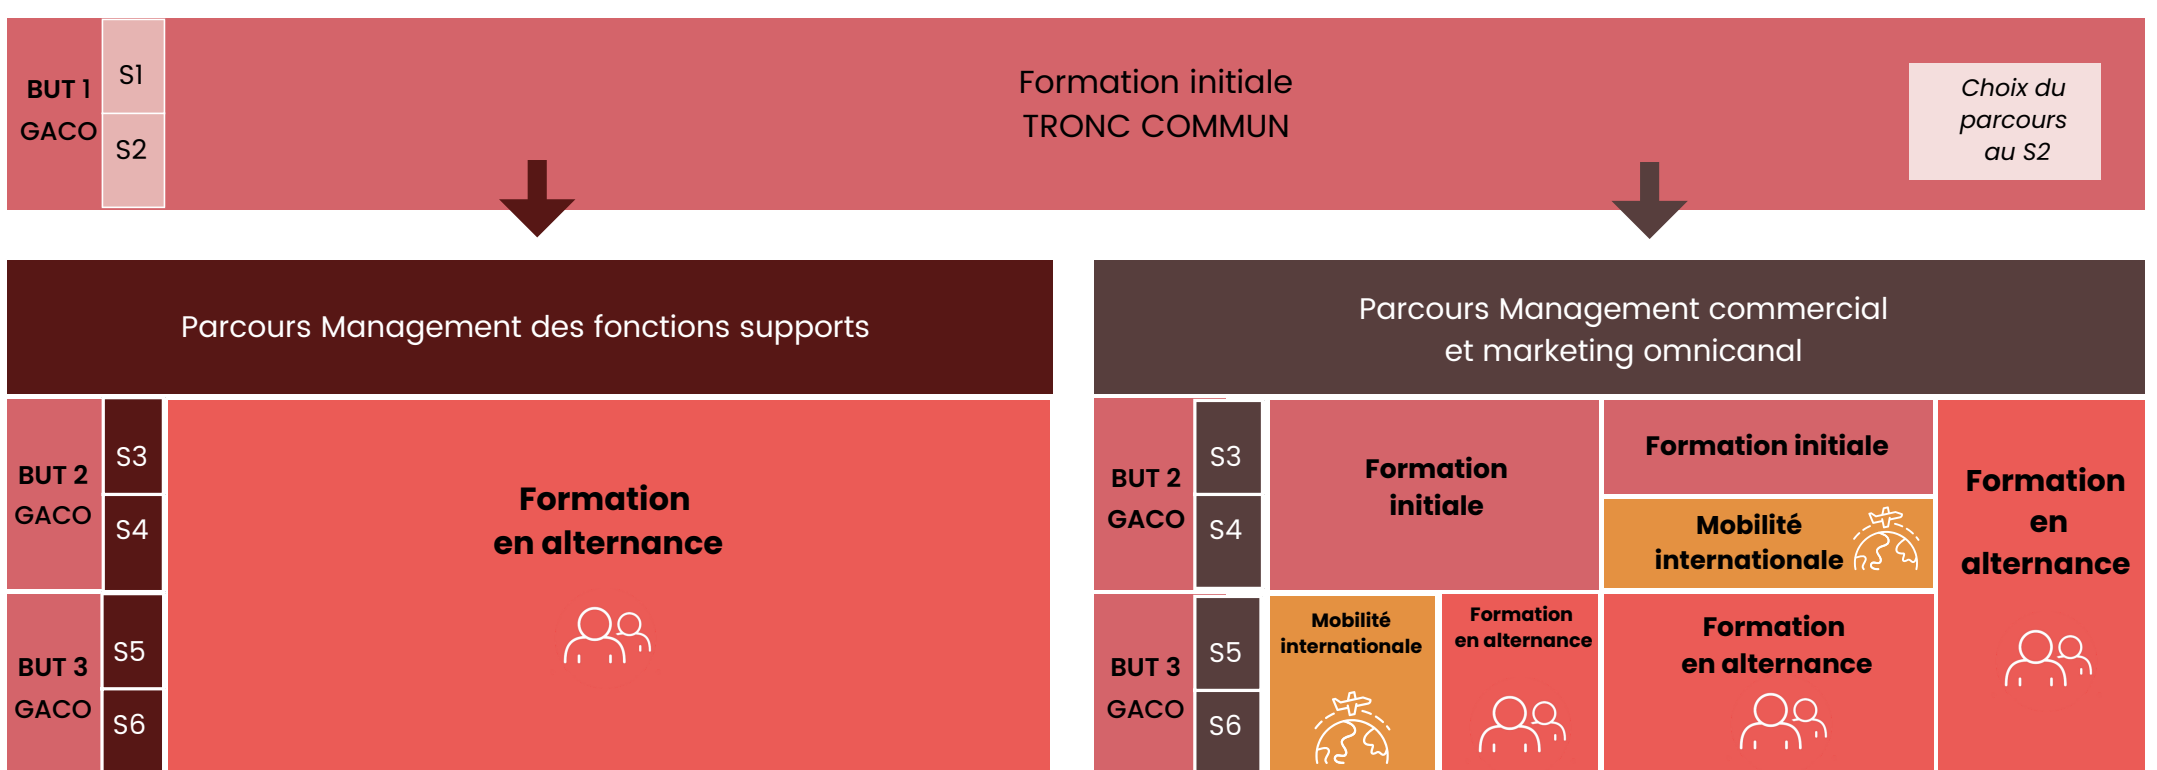 BUT 1
GACO
S1
S2
Formation initiale
TRONC COMMUN
Choix du
parcours
au S2
Parcours Management des fonctions supports
BUT 2
GACO
S3
S4
BUT 3
GACO
S5
S6
Formation
en alternance
Parcours Management commercial
et marketing omnicanal
BUT 2
GACO
S3
S4
BUT 3
GACO
S5
S6
Formation
initiale
Mobilité
internationale
Formation
en alternance
Formation initiale
Mobilité
internationale
Formation
en alternance
Formation
en
alternance